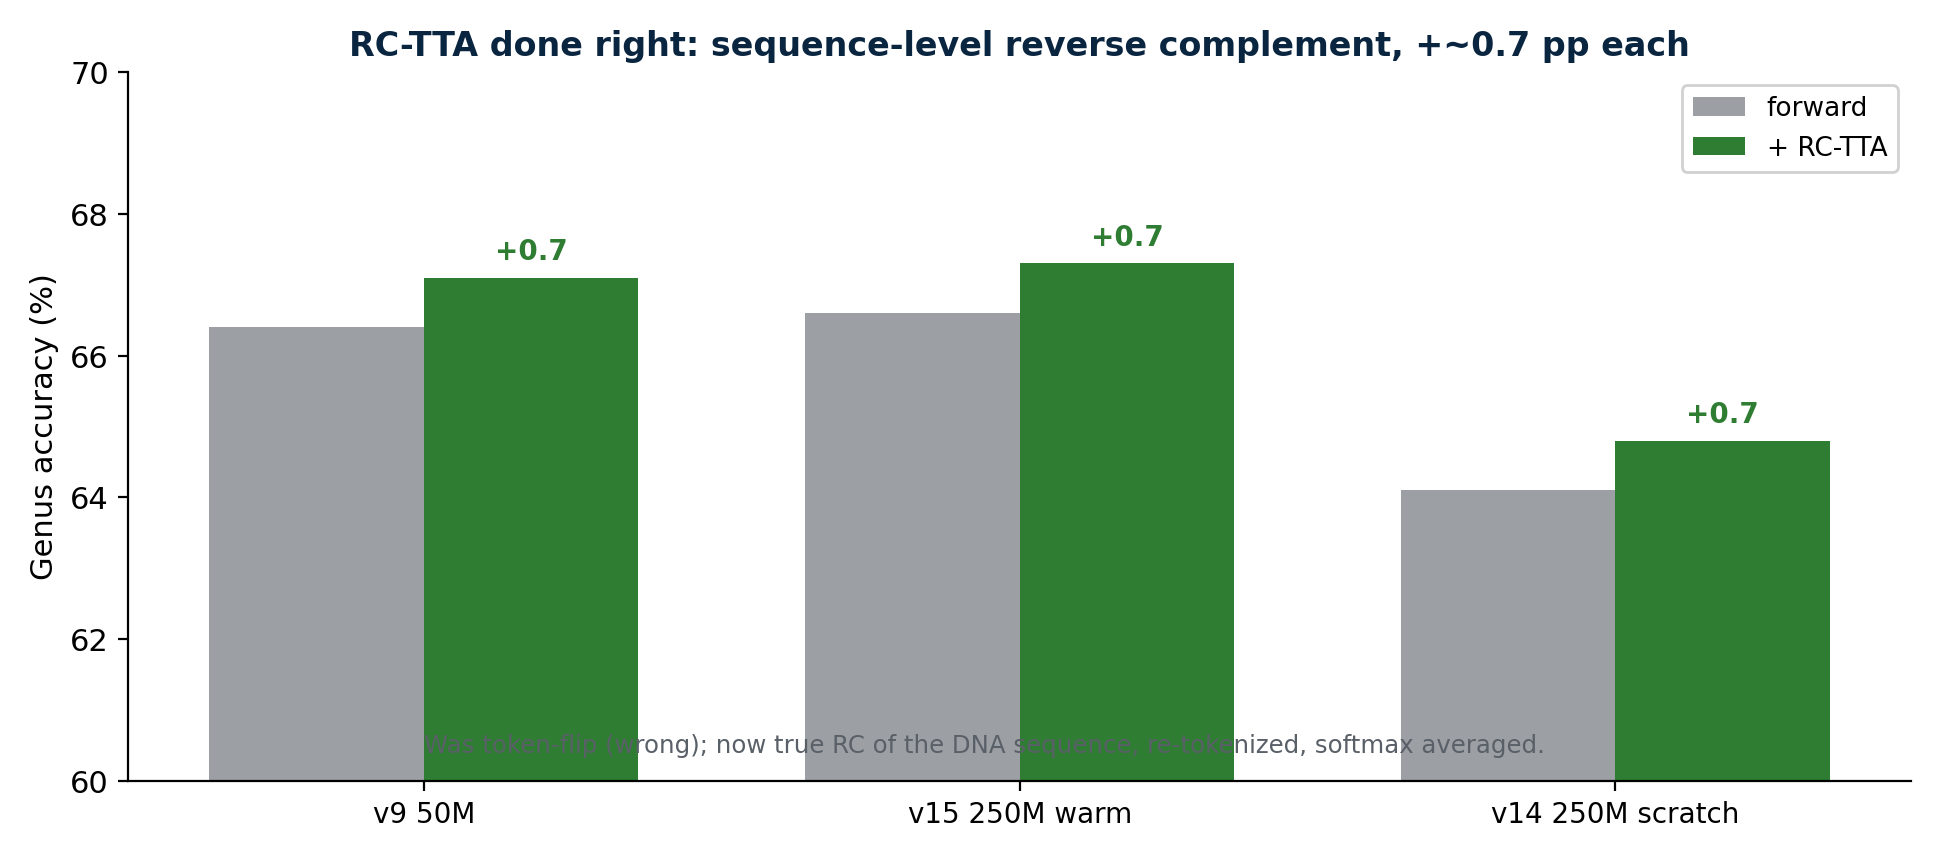 RC-TTA done right: sequence-level reverse complement, +~0.7 pp each
70
68
66
64
62
60
Genus accuracy (%)
forward
+ RC-TTA
+0.7
+0.7
+0.7
Was token-flip (wrong); now true RC of the DNA sequence, re-tokenized, softmax averaged.
v9 50M
v15 250M warm
v14 250M scratch